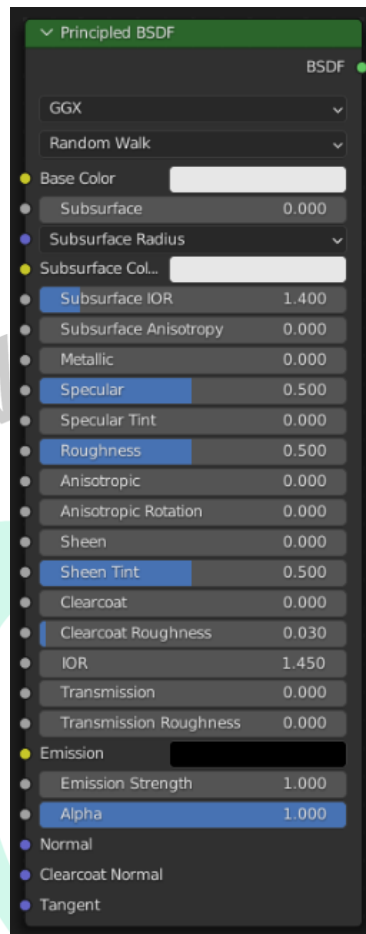 Principled BSDF
BSDF
GGX
Random Walk
Base Color
Subsurface 0.000
Subsurface Radius
Subsurface Col...
Subsurface IOR 1.400
Subsurface Anisotropy 0.000
Metallic 0.000
Specular 0.500
Specular Tint 0.000
Roughness 0.500
Anisotropic 0.000
Anisotropic Rotation 0.000
Sheen 0.000
Sheen Tint 0.500
Clearcoat 0.000
Clearcoat Roughness 0.030
IOR 1.450
Transmission 0.000
Transmission Roughness 0.000
Emission
Emission Strength 1.000
Alpha 1.000
Normal
Clearcoat Normal
Tangent